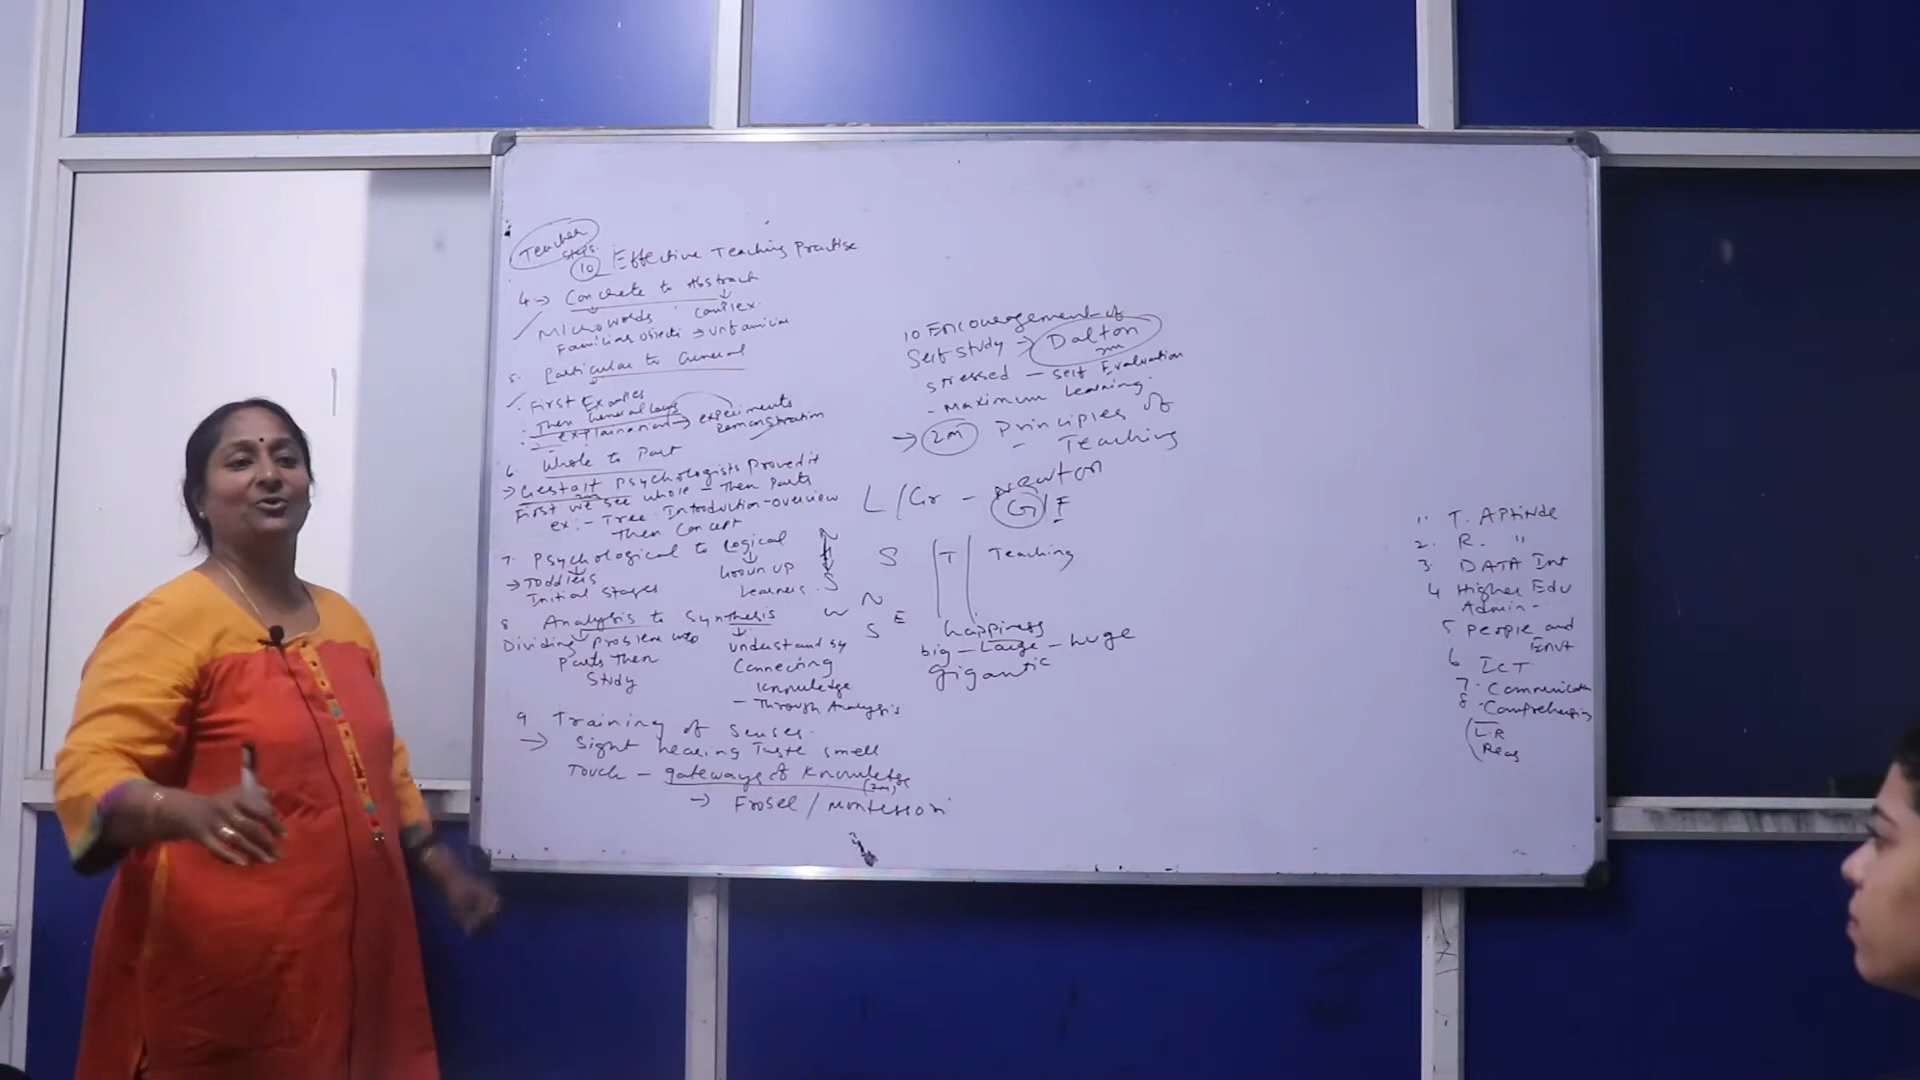 Teacher
Steps
10 Effective Teaching Practise
4 → Concrete to Abstract
Microwords complex
Familiar objects → unfamiliar
5. Particular to General
First Examples
Then General Laws
explaination → experiments
Demonstration
6. Whole to Part
→ Gestalt Psychologists Proved it
First we see whole - Then Parts
ex:- Tree Introduction-overview
Then Concept
7. Psychological to Logical
→ Toddlers
Grown up
Initial Stages
Learners
8 Analysis to Synthesis
Dividing Problem into
Parts Then
Study
understand by
Connecting
Knowledge
- Through Analysis
9 Training of Senses.
→ Sight hearing Taste smell
Touch - gateways of Knowledge
(2m)
→ Frobel / Montessori
10 Encouragement of
Self study → Dalton
2m
stressed - self Evaluation
- Maximum Learning.
→ 2m Principles of
- Teaching
L/Gr - Newton
G/F
N
S
S T Teaching
N
W E
S
happiness
big - Large - huge
gigantic
1. T. Aptitude
2. R. "
3. DATA Int
4 Higher Edu
Admin -
5 people and
Envt
6 ICT
7. Communication
8. Comprehension
L.R
Reas